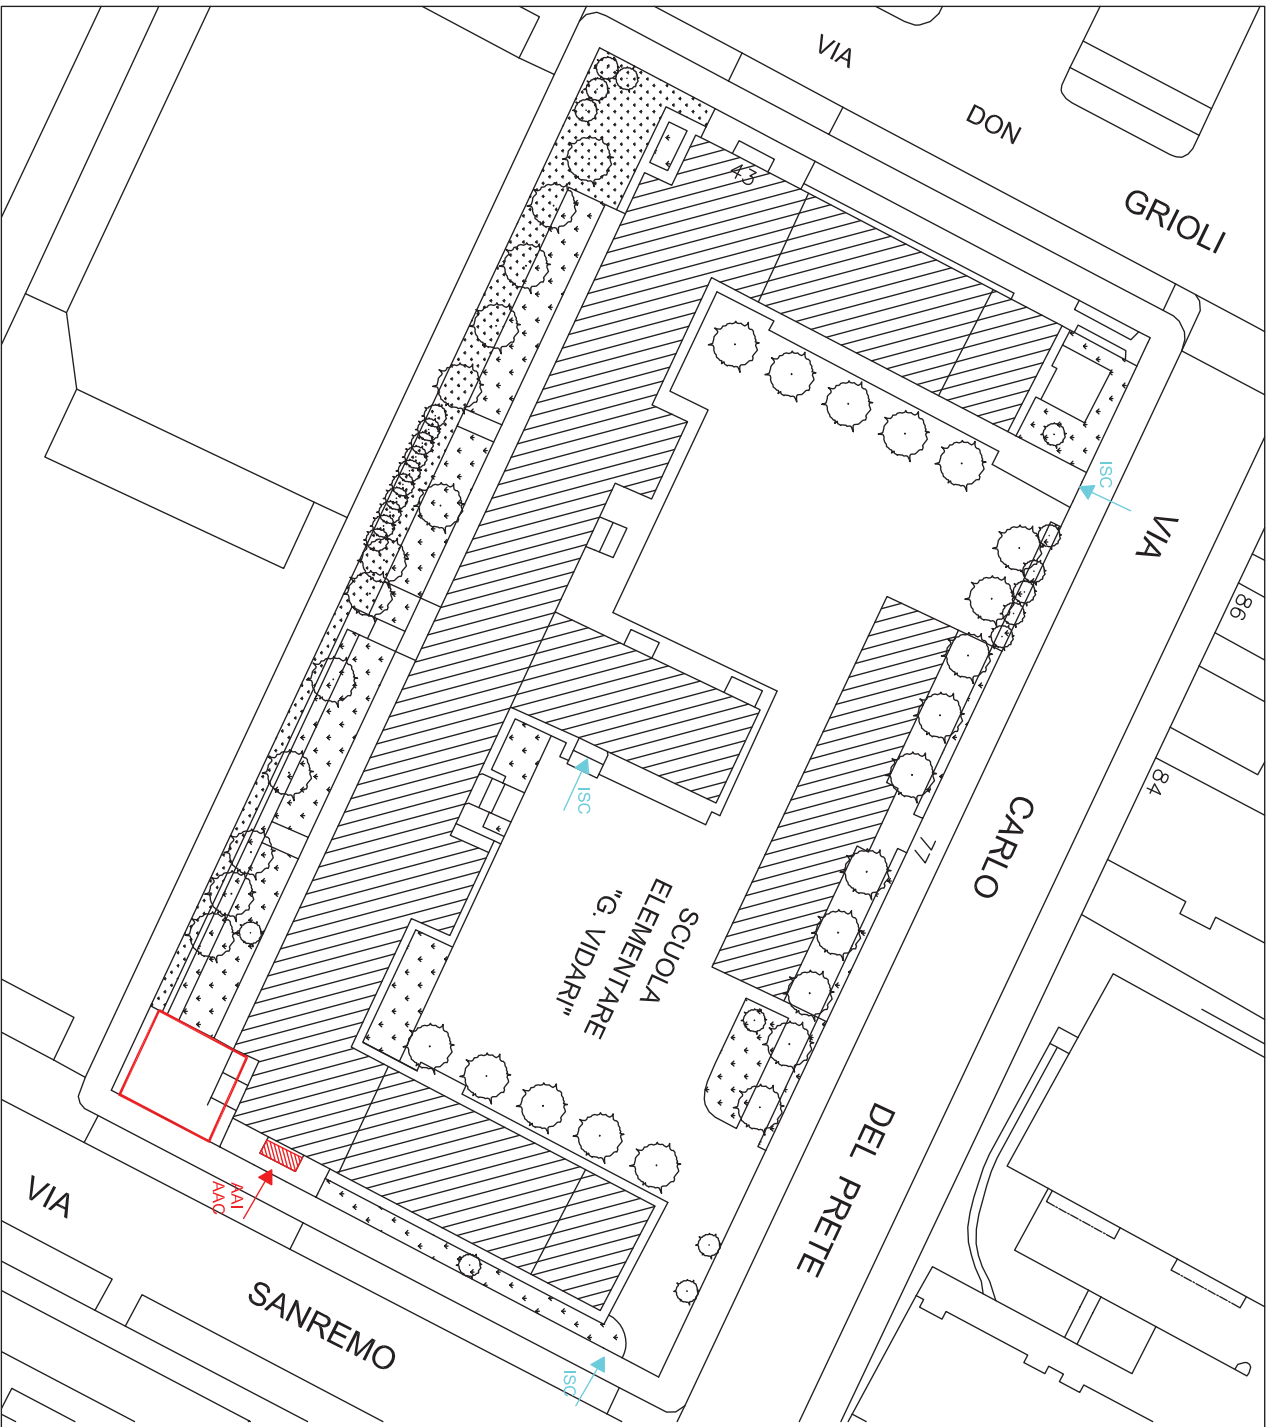 VIA
DON
GRIOLI
43
ISC
VIA
CARLO
DEL PRETE
86
84
77
ISC
SCUOLA
ELEMENTARE
"G. VIDARI"
AAI
AAC
ISC
VIA
SANREMO